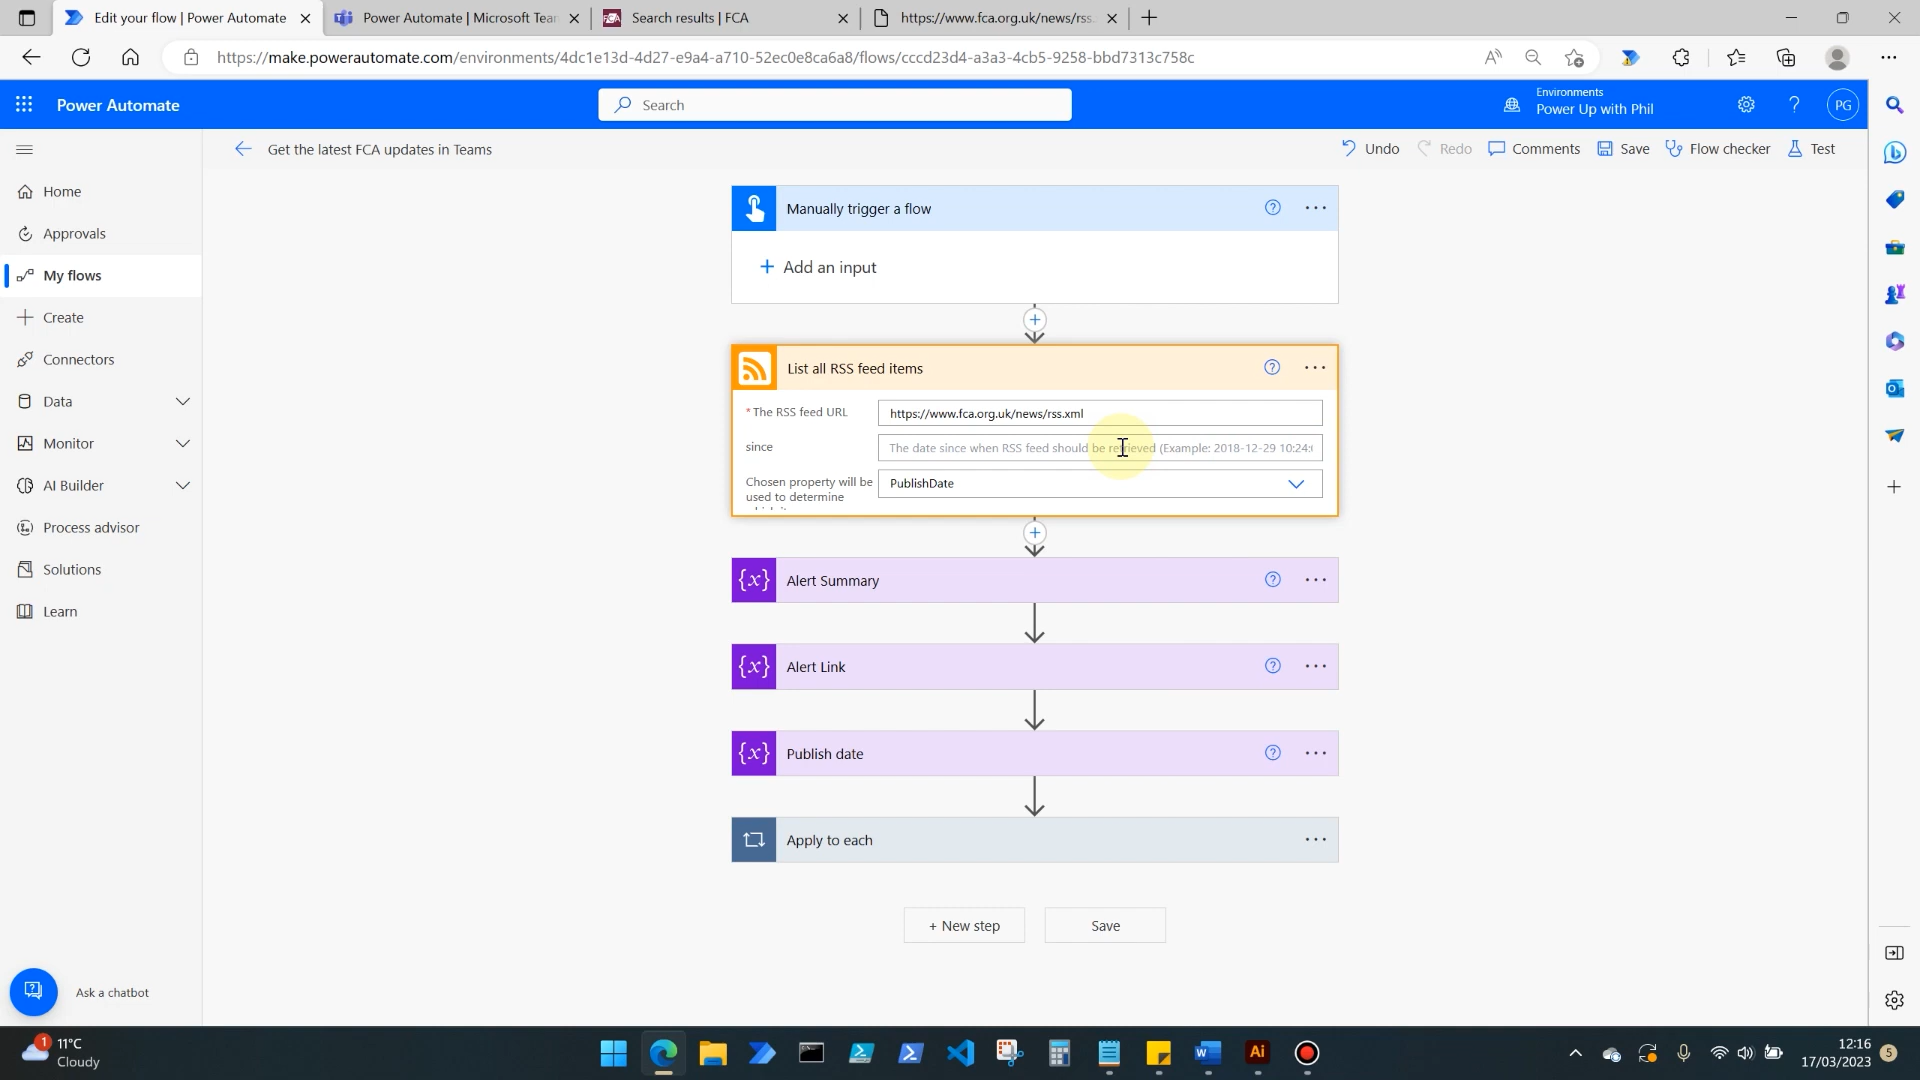 Edit your flow | Power Automate
Power Automate | Microsoft Tea
Search results | FCA
https://www.fca.org.uk/news/rss.
https://make.powerautomate.com/environments/4dc1e13d-4d27-e9a4-a710-52ec0e8ca6a8/flows/cccd23d4-a3a3-4cb5-9258-bbd7313c758c
Power Automate
Search
Environments
Power Up with Phil
PG
Get the latest FCA updates in Teams
Undo
Redo
Comments
Save
Flow checker
Test
Home
Approvals
My flows
Create
Connectors
Data
Monitor
AI Builder
Process advisor
Solutions
Learn
Ask a chatbot
Manually trigger a flow
Add an input
List all RSS feed items
* The RSS feed URL
https://www.fca.org.uk/news/rss.xml
since
The date since when RSS feed should be retrieved (Example: 2018-12-29 10:24:
Chosen property will be
used to determine
PublishDate
{x} Alert Summary
{x} Alert Link
{x} Publish date
Apply to each
+ New step
Save
1
11°C
Cloudy
W
Ai
12:16
17/03/2023
5